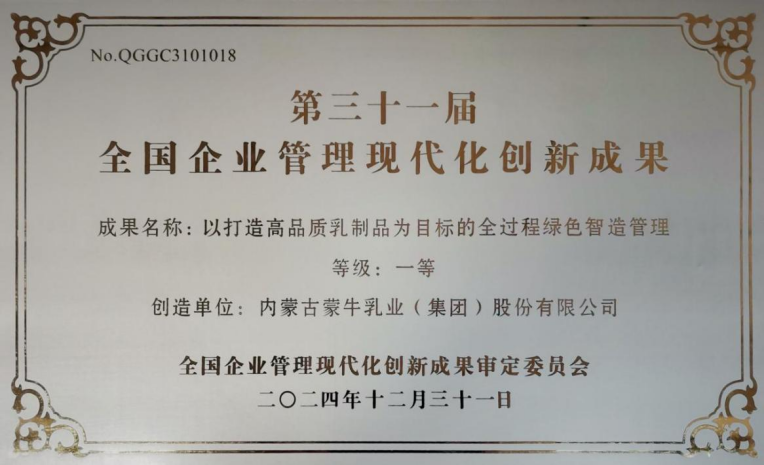 No.QGGC3101018
第三十一届
全国企业管理现代化创新成果
成果名称：以打造高品质乳制品为目标的全过程绿色智造管理
等级：一等
创造单位：内蒙古蒙牛乳业（集团）股份有限公司
全国企业管理现代化创新成果审定委员会
二〇二四年十二月三十一日